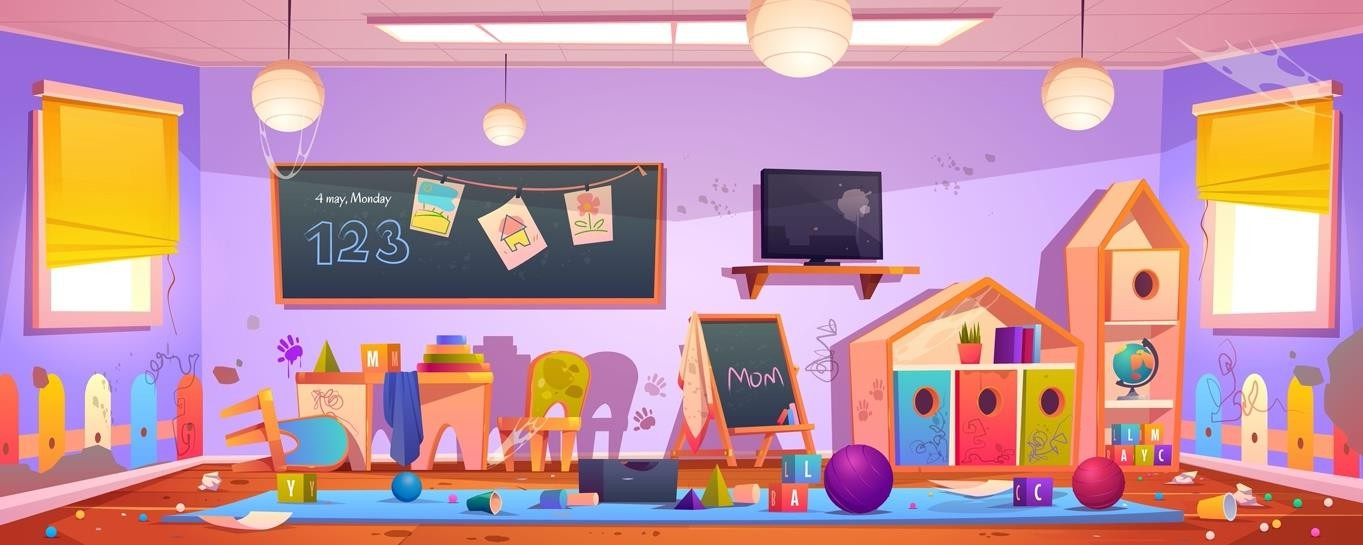 4 may, Monday
123
M M
MOM
L L M
B A Y C
Y Y
L L
B A
C C